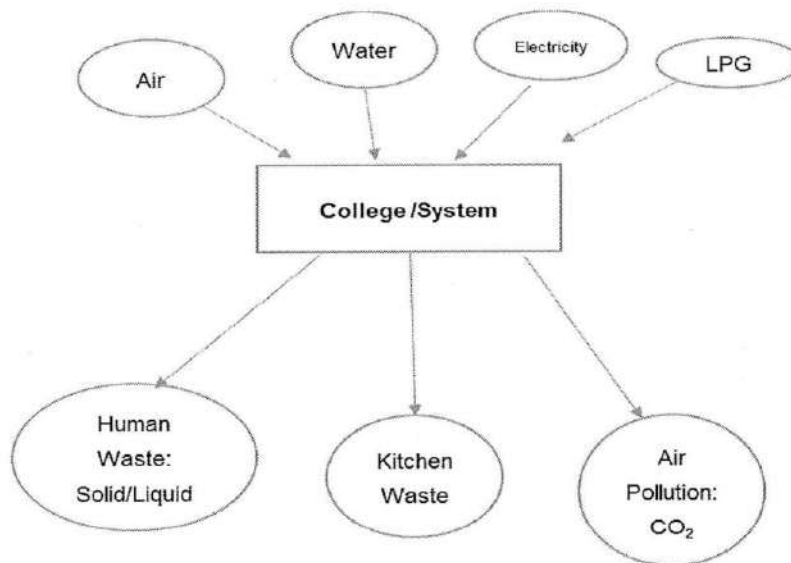 Air
Water
Electricity
LPG
College /System
Human
Waste:
Solid/Liquid
Kitchen
Waste
Air
Pollution:
CO₂